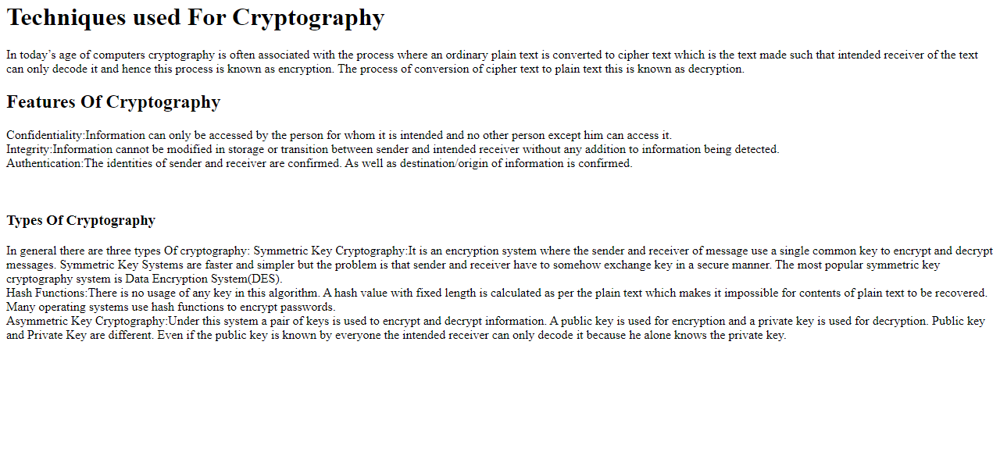 Techniques used For Cryptography
In today’s age of computers cryptography is often associated with the process where an ordinary plain text is converted to cipher text which is the text made such that intended receiver of the text
can only decode it and hence this process is known as encryption. The process of conversion of cipher text to plain text this is known as decryption.
Features Of Cryptography
Confidentiality:Information can only be accessed by the person for whom it is intended and no other person except him can access it.
Integrity:Information cannot be modified in storage or transition between sender and intended receiver without any addition to information being detected.
Authentication:The identities of sender and receiver are confirmed. As well as destination/origin of information is confirmed.
Types Of Cryptography
In general there are three types Of cryptography: Symmetric Key Cryptography:It is an encryption system where the sender and receiver of message use a single common key to encrypt and decrypt
messages. Symmetric Key Systems are faster and simpler but the problem is that sender and receiver have to somehow exchange key in a secure manner. The most popular symmetric key
cryptography system is Data Encryption System(DES).
Hash Functions:There is no usage of any key in this algorithm. A hash value with fixed length is calculated as per the plain text which makes it impossible for contents of plain text to be recovered.
Many operating systems use hash functions to encrypt passwords.
Asymmetric Key Cryptography:Under this system a pair of keys is used to encrypt and decrypt information. A public key is used for encryption and a private key is used for decryption. Public key
and Private Key are different. Even if the public key is known by everyone the intended receiver can only decode it because he alone knows the private key.